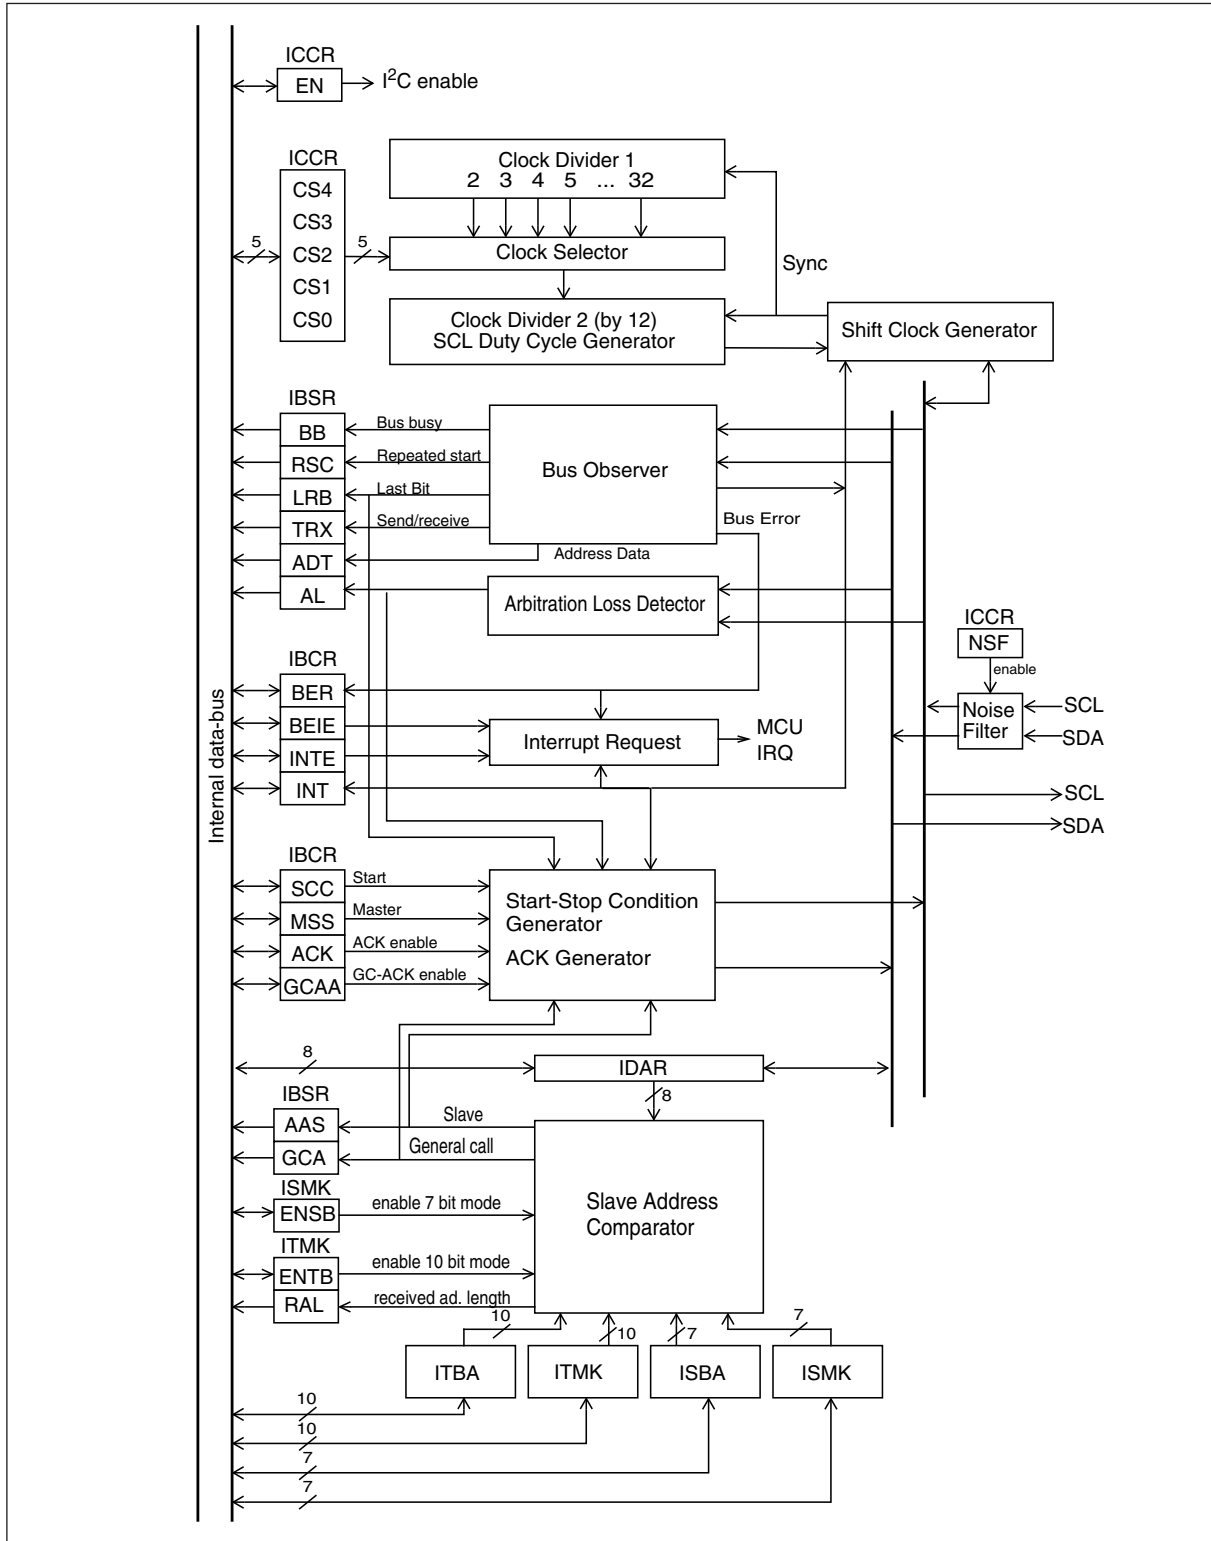 ICCR
EN
I2C enable
ICCR
CS4
CS3
CS2
CS1
CS0
5
5
Clock Divider 1
2 3 4 5 ... 32
Clock Selector
Sync
Clock Divider 2 (by 12)
SCL Duty Cycle Generator
Shift Clock Generator
IBSR
BB
RSC
LRB
TRX
ADT
AL
Bus busy
Repeated start
Last Bit
Send/receive
Address Data
Bus Observer
Bus Error
Arbitration Loss Detector
ICCR
NSF
enable
Noise
Filter
SCL
SDA
SCL
SDA
Internal data-bus
IBCR
BER
BEIE
INTE
INT
Interrupt Request
MCU
IRQ
IBCR
SCC
MSS
ACK
GCAA
Start
Master
ACK enable
GC-ACK enable
Start-Stop Condition
Generator
ACK Generator
8
IDAR
8
IBSR
AAS
GCA
Slave
General call
ISMK
ENSB
enable 7 bit mode
ITMK
ENTB
RAL
enable 10 bit mode
received ad. length
Slave Address
Comparator
10
10
7
7
ITBA
ITMK
ISBA
ISMK
10
10
7
7